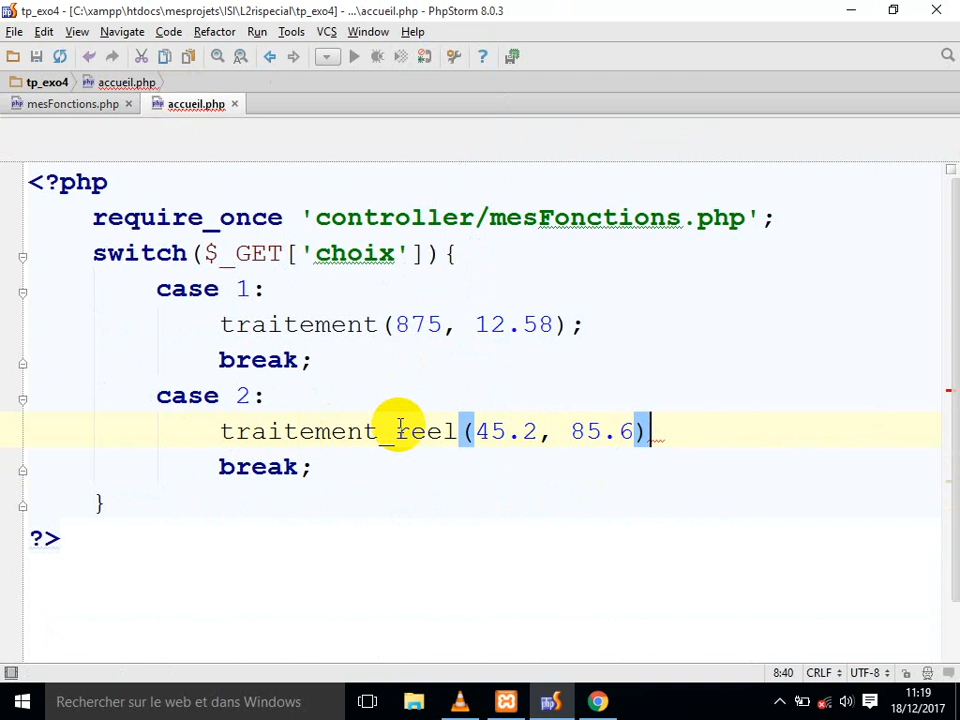 tp_exo4 - [C:\xampp\htdocs\mesprojets\ISI\L2rispecial\tp_exo4] - ...\accueil.php - PhpStorm 8.0.3
File Edit View Navigate Code Refactor Run Tools VCS Window Help
tp_exo4 accueil.php
mesFonctions.php accueil.php
<?php
require_once 'controller/mesFonctions.php';
switch($_GET['choix']){
case 1:
traitement(875, 12.58);
break;
case 2:
traitement_reel(45.2, 85.6)
break;
}
?>
8:40 CRLF UTF-8
Rechercher sur le web et dans Windows
11:19
18/12/2017